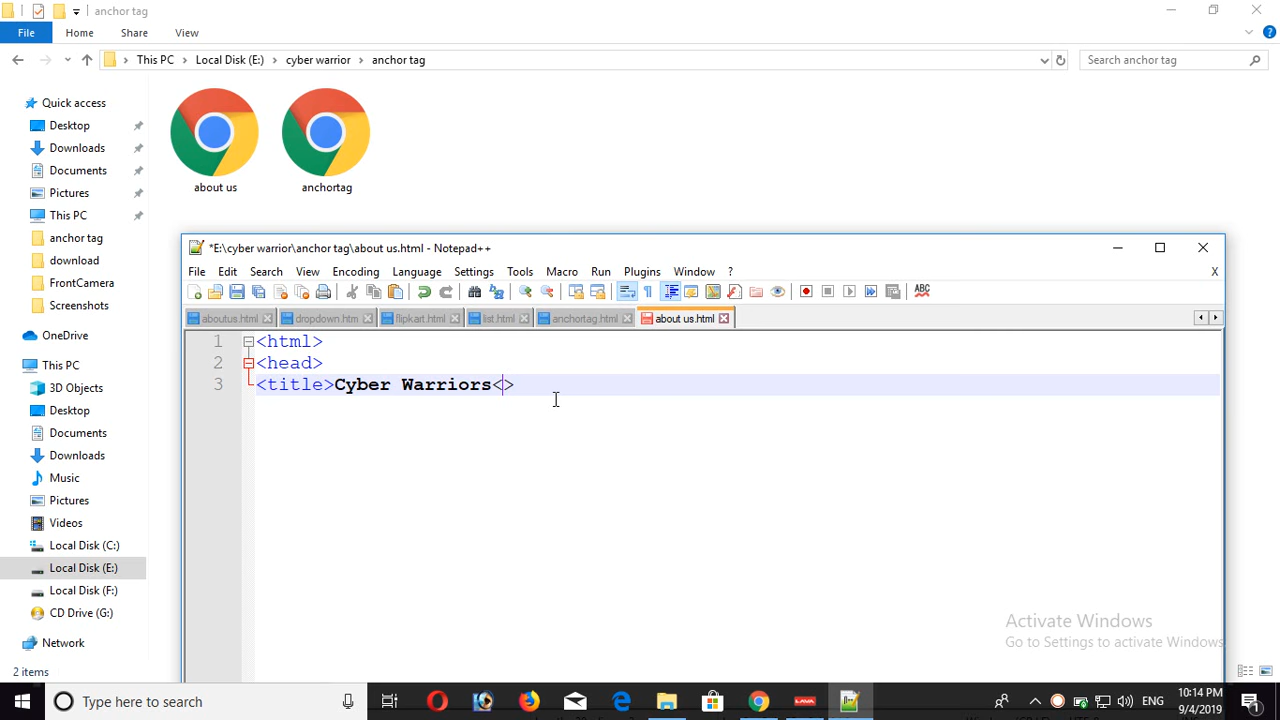 anchor tag
File Home Share View
This PC Local Disk (E:) cyber warrior anchor tag
Search anchor tag
Quick access
Desktop
Downloads
Documents
Pictures
This PC
anchor tag
download
FrontCamera
Screenshots
OneDrive
This PC
3D Objects
Desktop
Documents
Downloads
Music
Pictures
Videos
Local Disk (C:)
Local Disk (E:)
Local Disk (F:)
CD Drive (G:)
Network
2 items
about us anchortag
*E:\cyber warrior\anchor tag\about us.html - Notepad++
File Edit Search View Encoding Language Settings Tools Macro Run Plugins Window ? X
ABC
aboutus.html dropdown.htm flipkart.html list.html anchortag.html about us.html
1 <html>
2 <head>
3 <title>Cyber Warriors<>
Activate Windows
Go to Settings to activate Windows
Type here to search
LAVA
ENG
10:14 PM
9/4/2019
1